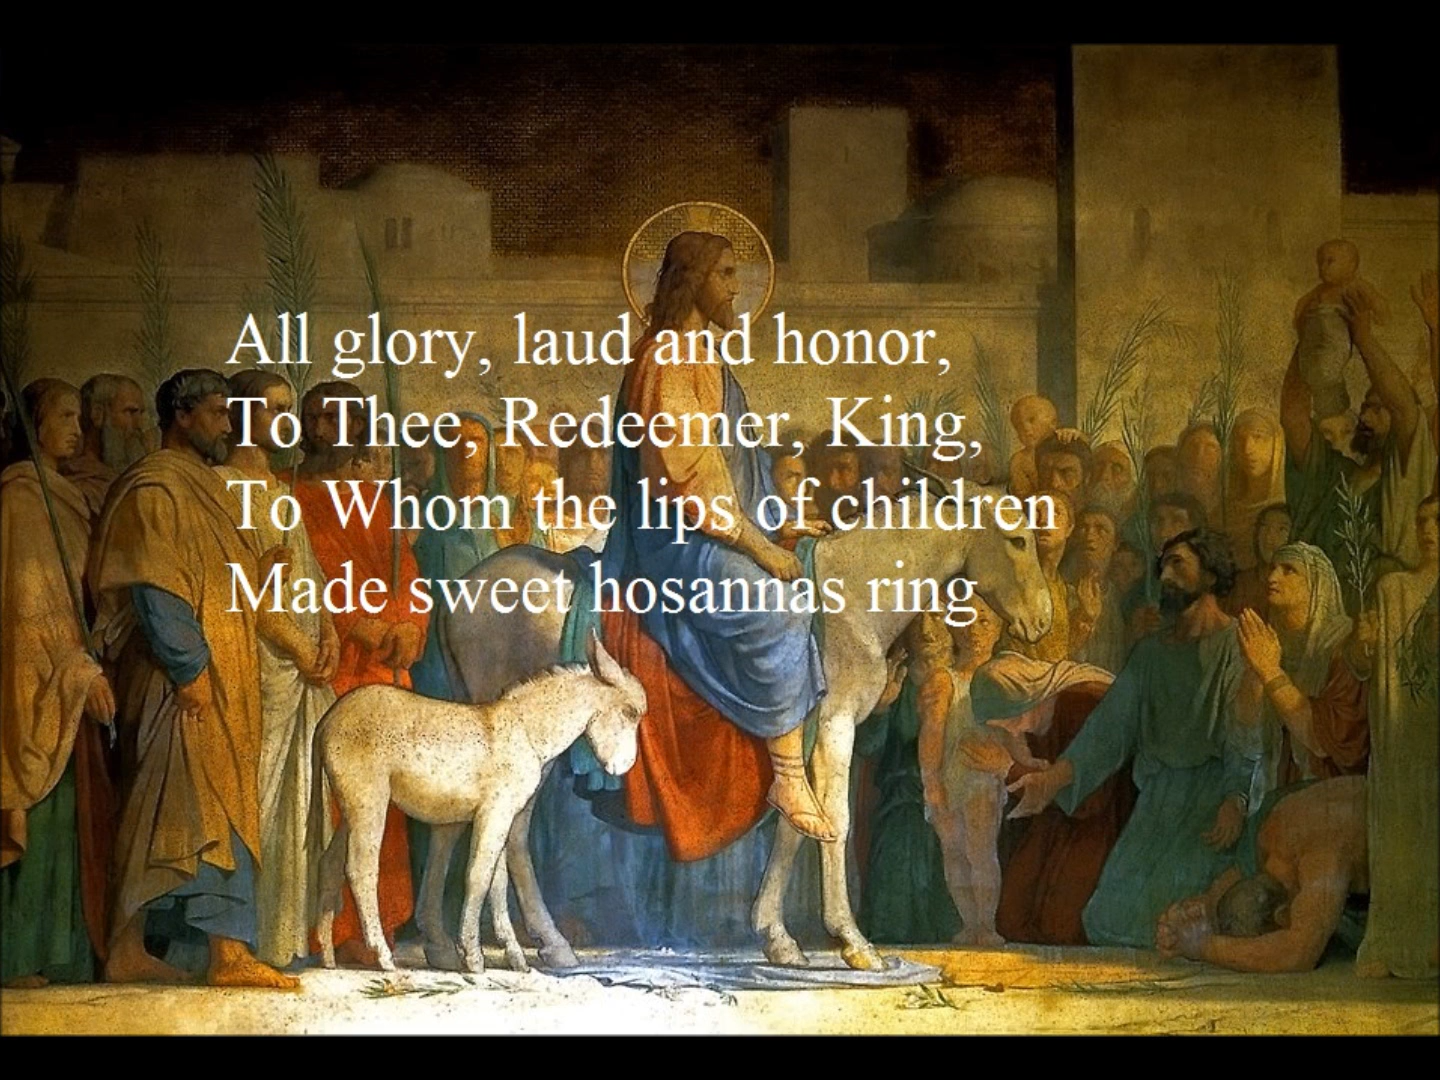 All glory, laud and honor,
To Thee, Redeemer, King,
To Whom the lips of children
Made sweet hosannas ring